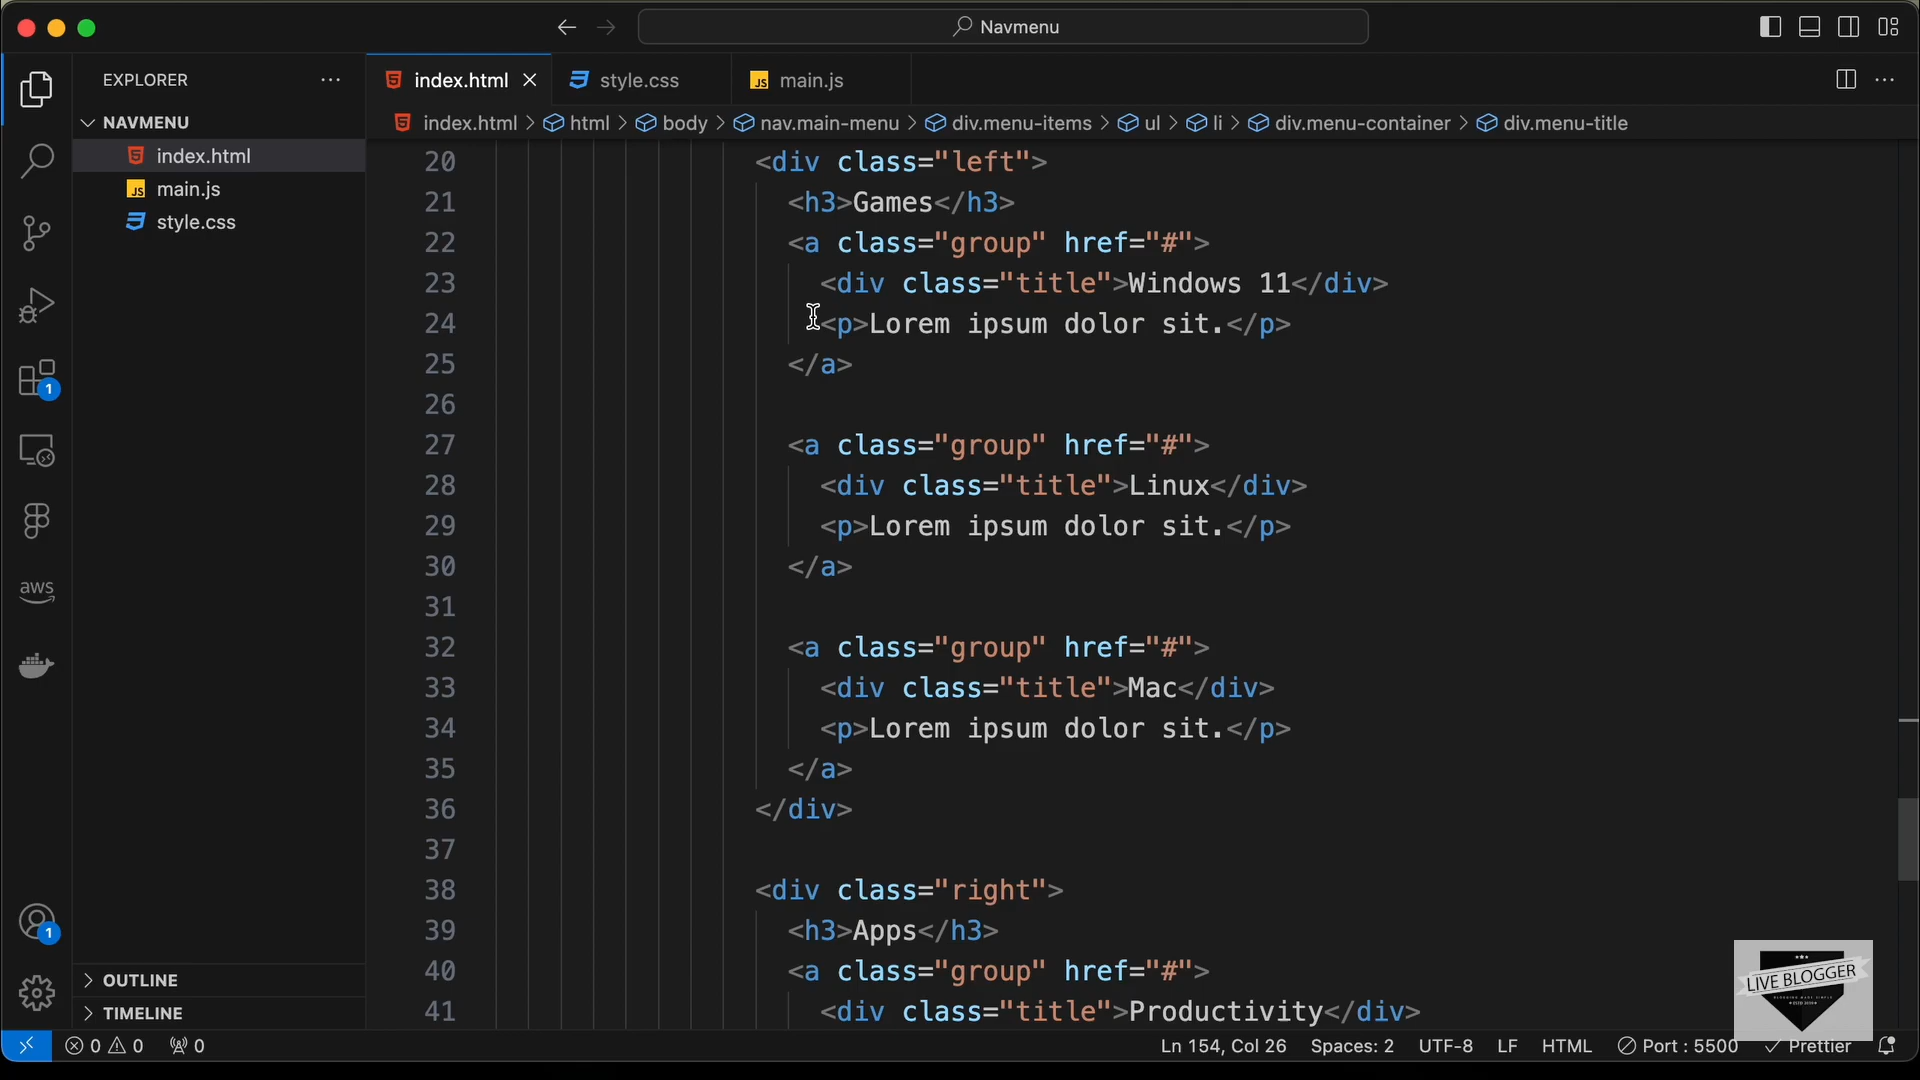 Navmenu
EXPLORER
index.html
style.css
main.js
NAVMENU
index.html > html > body > nav.main-menu > div.menu-items > ul > li > div.menu-container > div.menu-title
index.html
main.js
style.css
20 <div class="left">
21 <h3>Games</h3>
22 <a class="group" href="#">
23 <div class="title">Windows 11</div>
24 <p>Lorem ipsum dolor sit.</p>
25 </a>
26
27 <a class="group" href="#">
28 <div class="title">Linux</div>
29 <p>Lorem ipsum dolor sit.</p>
30 </a>
31
32 <a class="group" href="#">
33 <div class="title">Mac</div>
34 <p>Lorem ipsum dolor sit.</p>
35 </a>
36 </div>
37
38 <div class="right">
39 <h3>Apps</h3>
40 <a class="group" href="#">
41 <div class="title">Productivity</div>
1
aws
1
OUTLINE
TIMELINE
LIVE BLOGGER
0 0 0
Ln 154, Col 26 Spaces: 2 UTF-8 LF HTML Port : 5500 Prettier